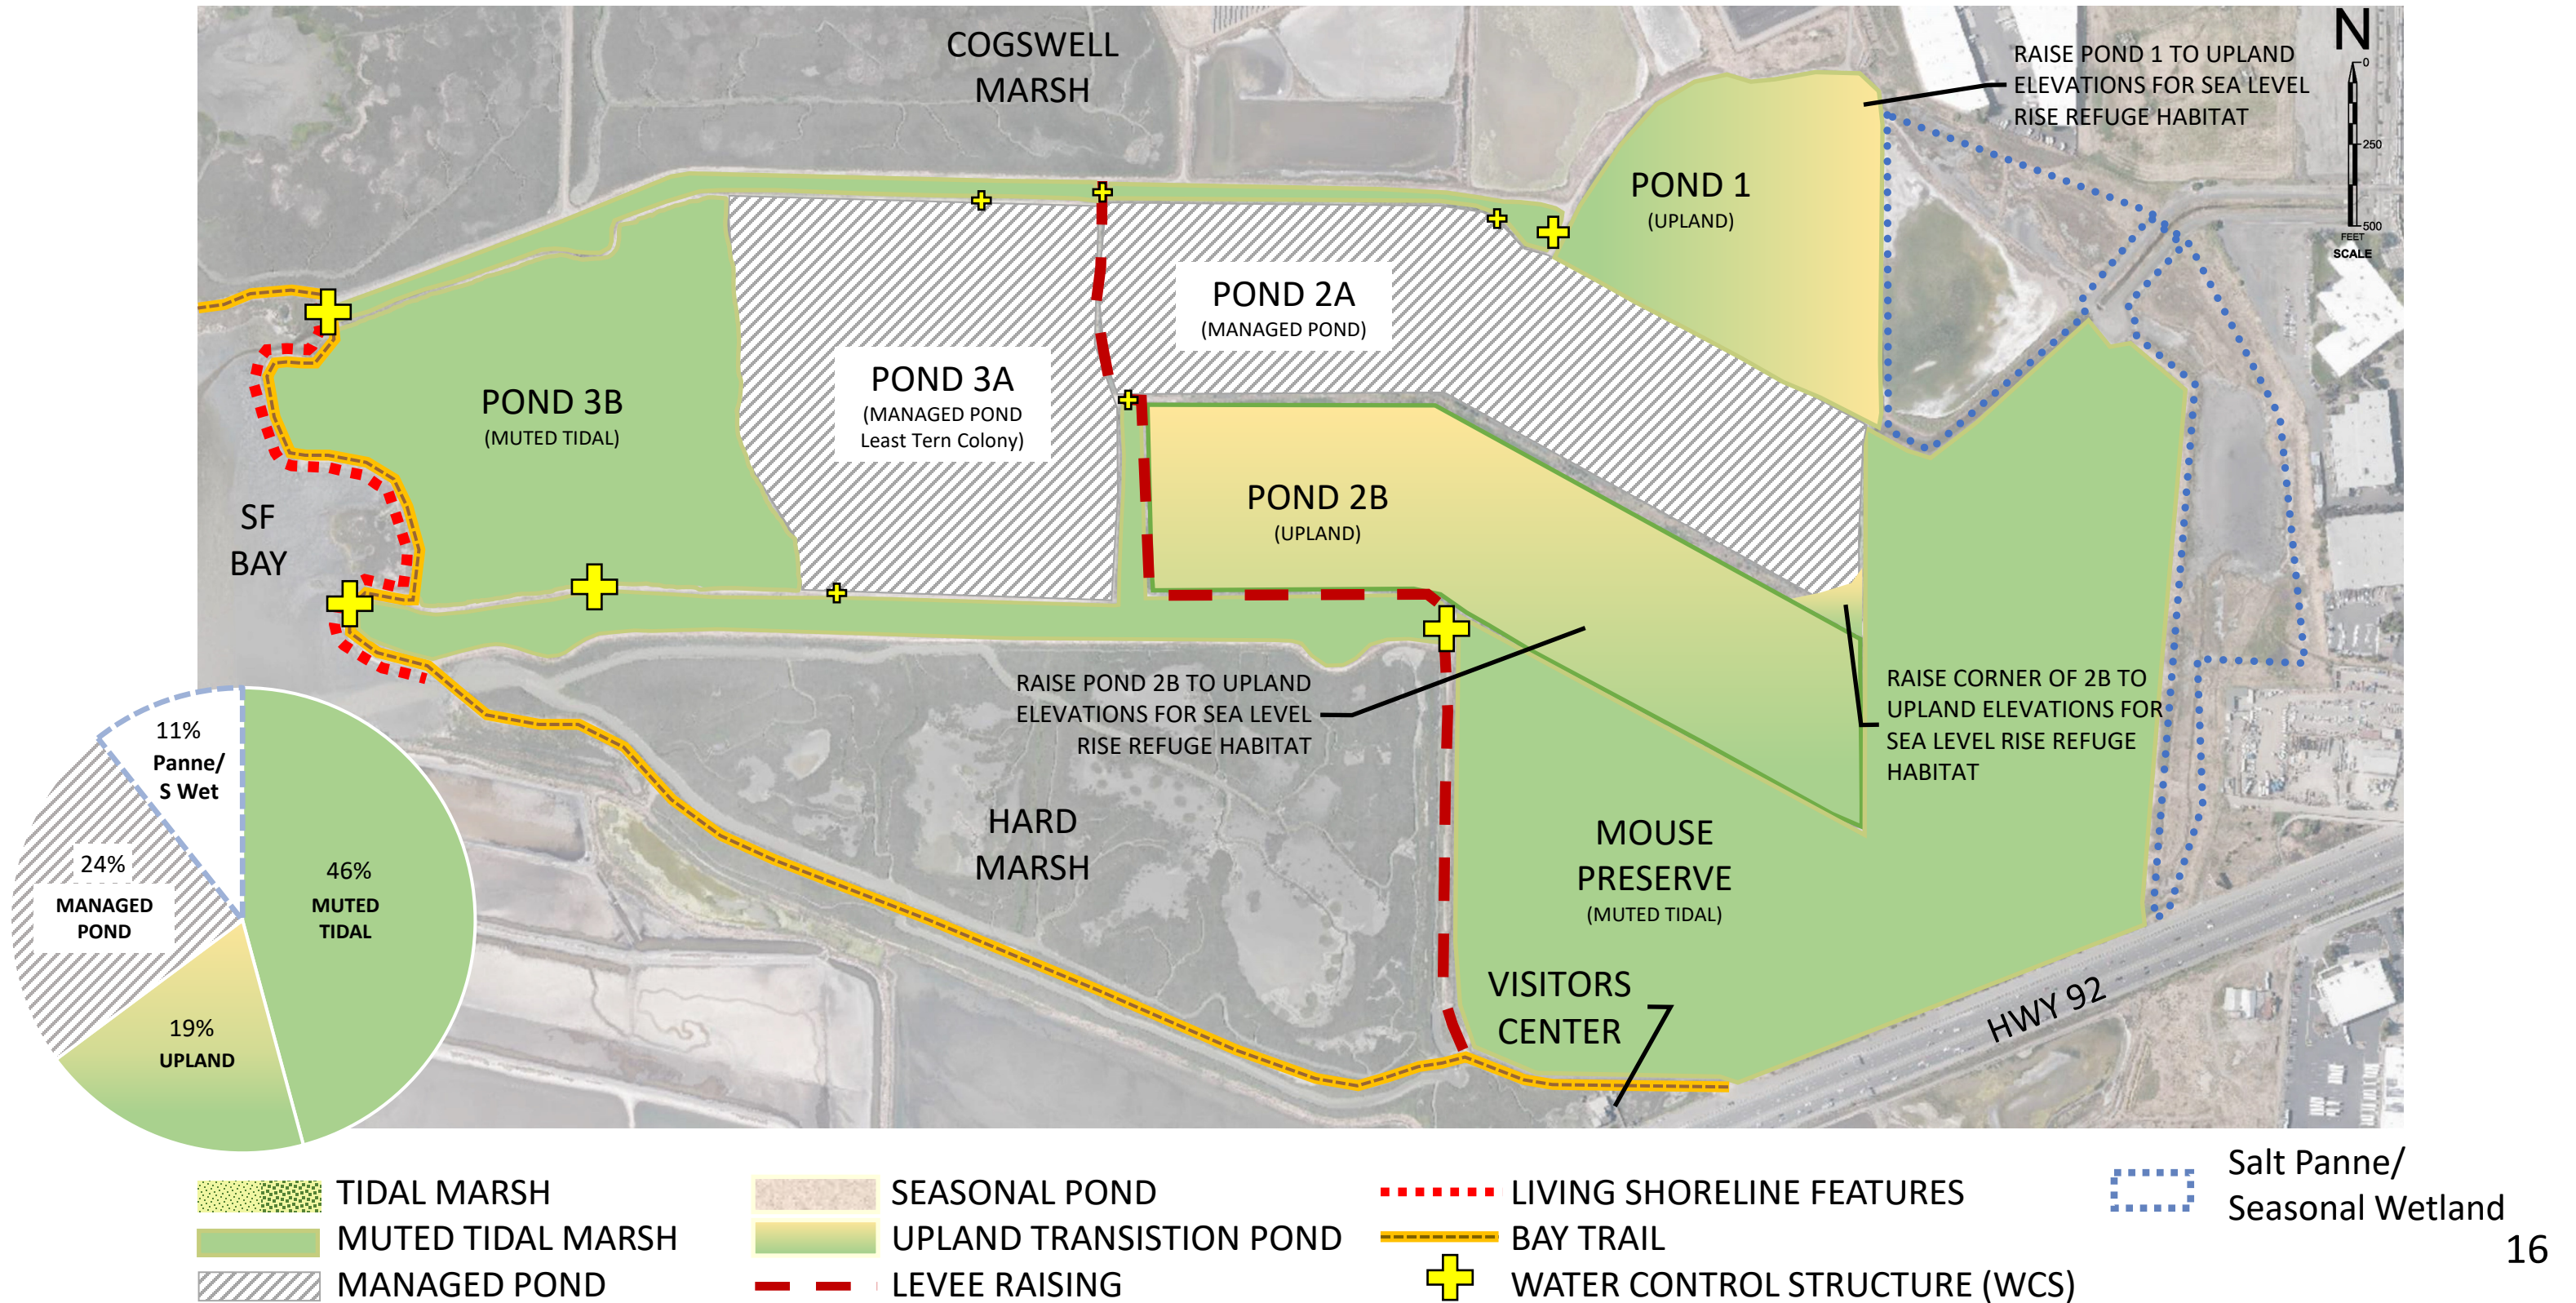 COGSWELL
MARSH
N
0
250
500
FEET
SCALE
RAISE POND 1 TO UPLAND
ELEVATIONS FOR SEA LEVEL
RISE REFUGE HABITAT
POND 1
(UPLAND)
POND 2A
(MANAGED POND)
POND 3A
(MANAGED POND
Least Tern Colony)
POND 3B
(MUTED TIDAL)
POND 2B
(UPLAND)
SF
BAY
RAISE POND 2B TO UPLAND
ELEVATIONS FOR SEA LEVEL
RISE REFUGE HABITAT
RAISE CORNER OF 2B TO
UPLAND ELEVATIONS FOR
SEA LEVEL RISE REFUGE
HABITAT
HARD
MARSH
MOUSE
PRESERVE
(MUTED TIDAL)
VISITORS
CENTER
HWY 92
11%
Panne/
S Wet
24%
MANAGED
POND
46%
MUTED
TIDAL
19%
UPLAND
TIDAL MARSH
MUTED TIDAL MARSH
MANAGED POND
SEASONAL POND
UPLAND TRANSISTION POND
LEVEE RAISING
LIVING SHORELINE FEATURES
BAY TRAIL
WATER CONTROL STRUCTURE (WCS)
Salt Panne/
Seasonal Wetland
16